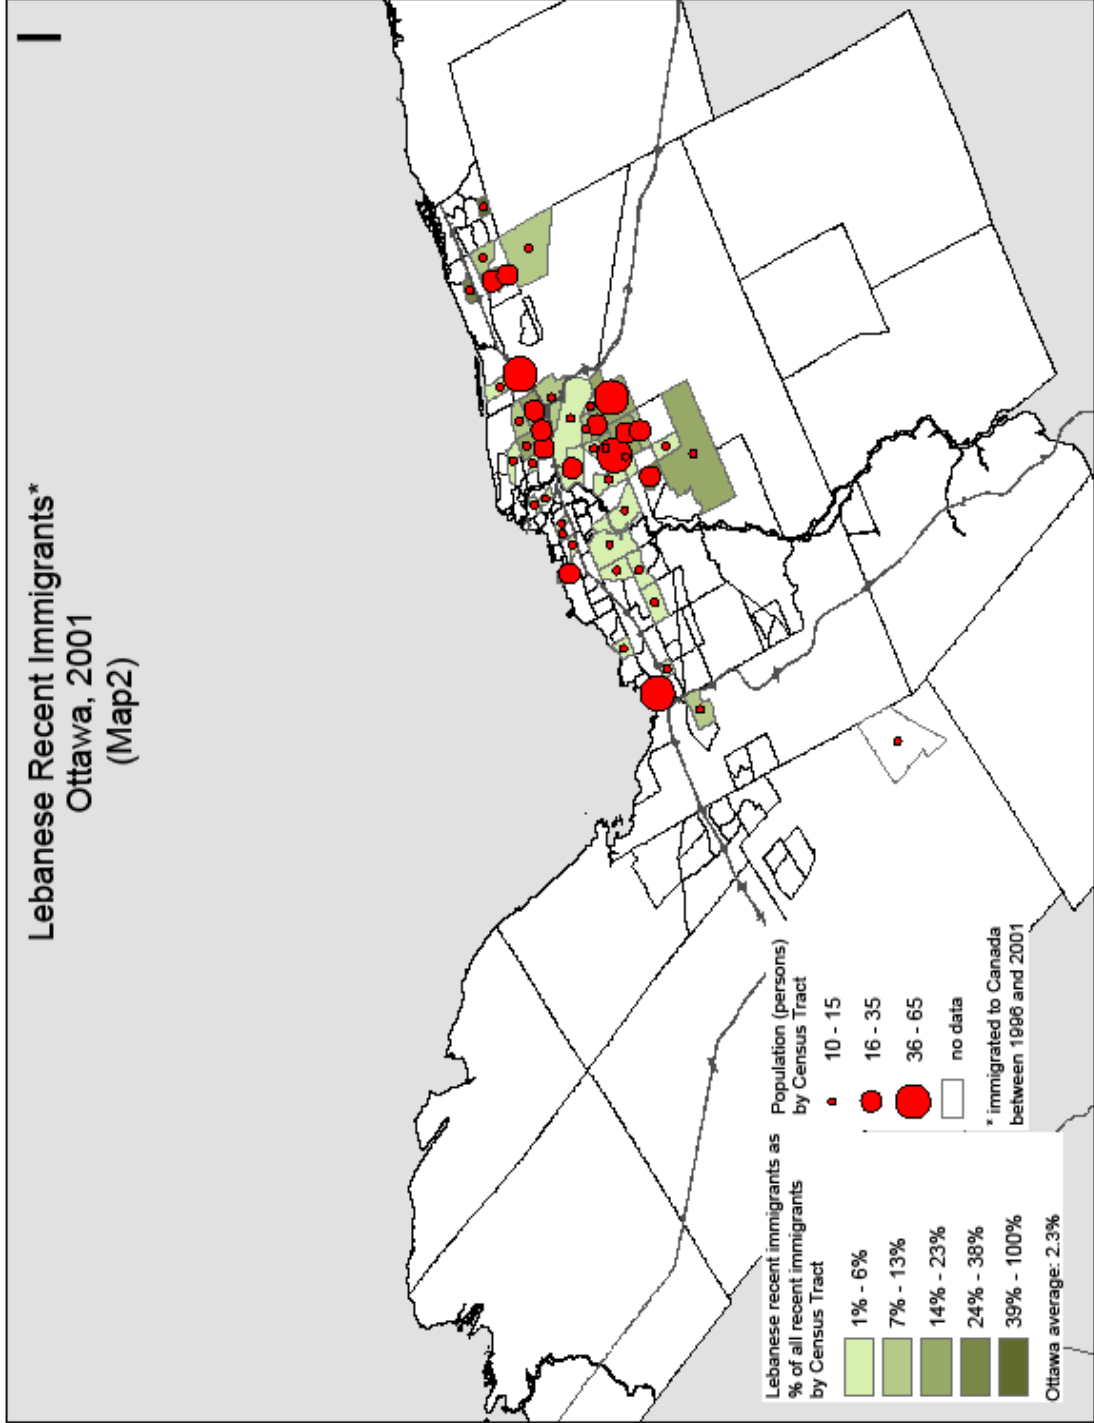 Lebanese Recent Immigrants*
Ottawa, 2001
(Map2)
Lebanese recent immigrants as
% of all recent immigrants
by Census Tract
1% - 6%
7% - 13%
14% - 23%
24% - 38%
39% - 100%
Ottawa average: 2.3%
Population (persons)
by Census Tract
10 - 15
16 - 35
36 - 65
no data
* immigrated to Canada
between 1996 and 2001